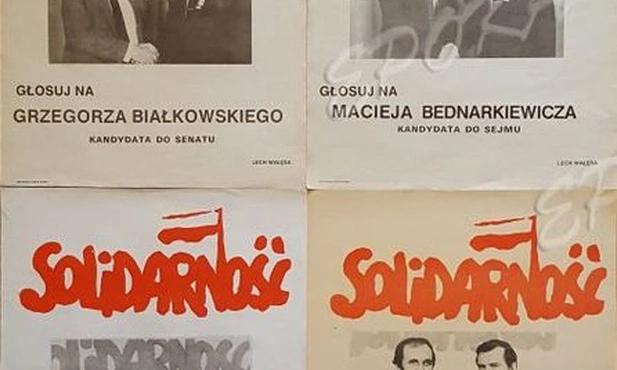 GŁOSUJ NA
GRZEGORZA BIAŁKOWSKIEGO
KANDYDATA DO SENATU
LECH WAŁĘSA
GŁOSUJ NA
MACIEJA BEDNARKIEWICZA
KANDYDATA DO SEJMU
LECH WAŁĘSA
SOLiDARNOŚĆ
SOLiDARNOŚĆ
SOLiDARNOŚĆ